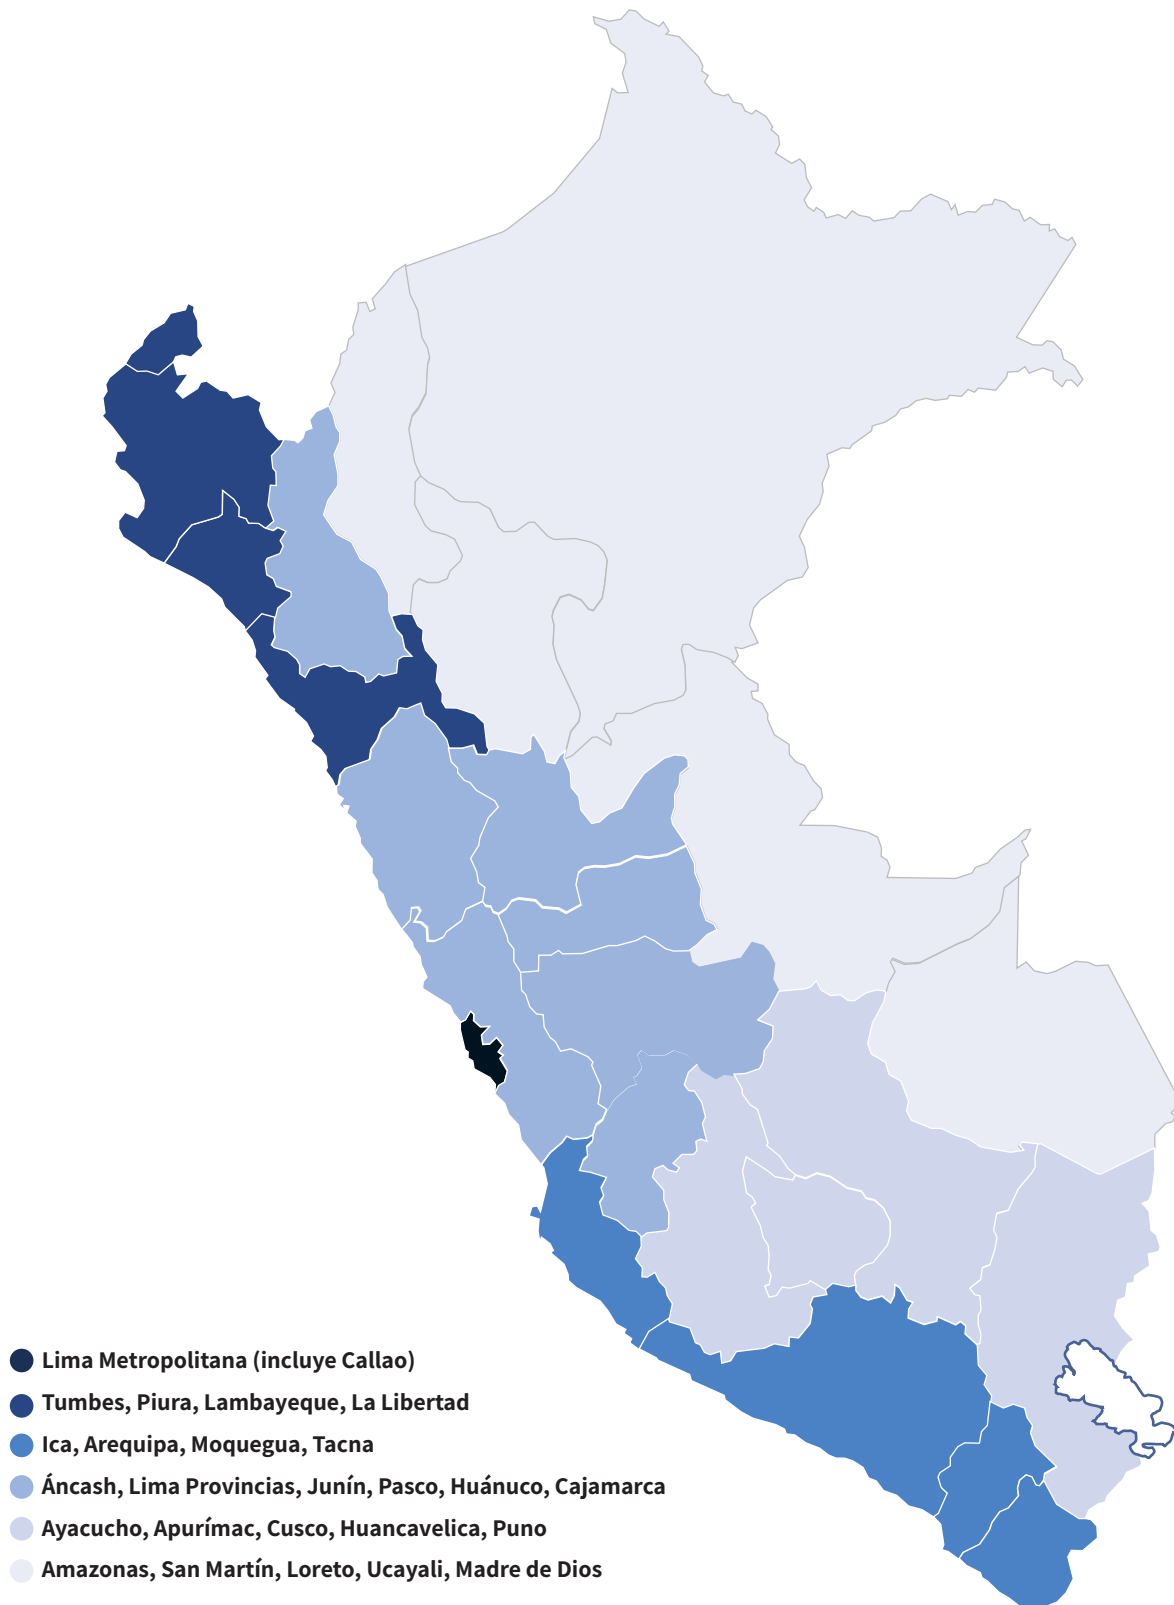 Lima Metropolitana (incluye Callao)
Tumbes, Piura, Lambayeque, La Libertad
Ica, Arequipa, Moquegua, Tacna
Áncash, Lima Provincias, Junín, Pasco, Huánuco, Cajamarca
Ayacucho, Apurímac, Cusco, Huancavelica, Puno
Amazonas, San Martín, Loreto, Ucayali, Madre de Dios